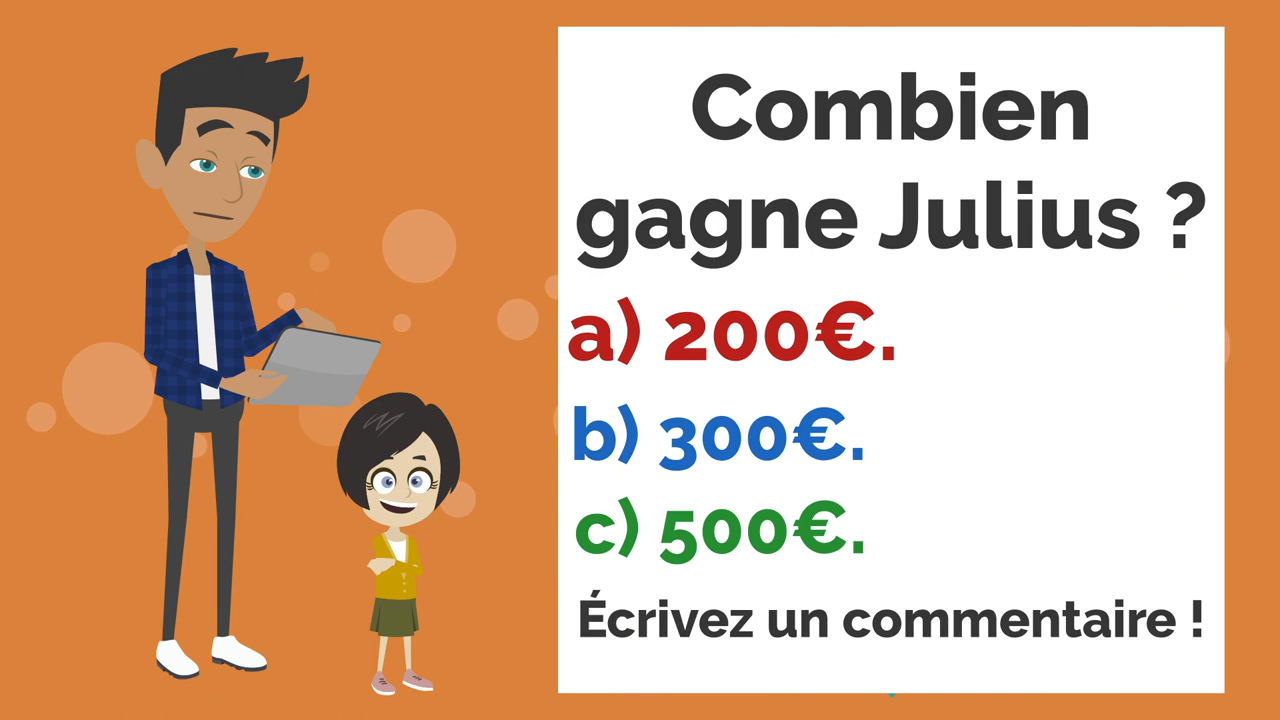 Combien
gagne Julius ?
a) 200€.
b) 300€.
c) 500€.
Écrivez un commentaire !